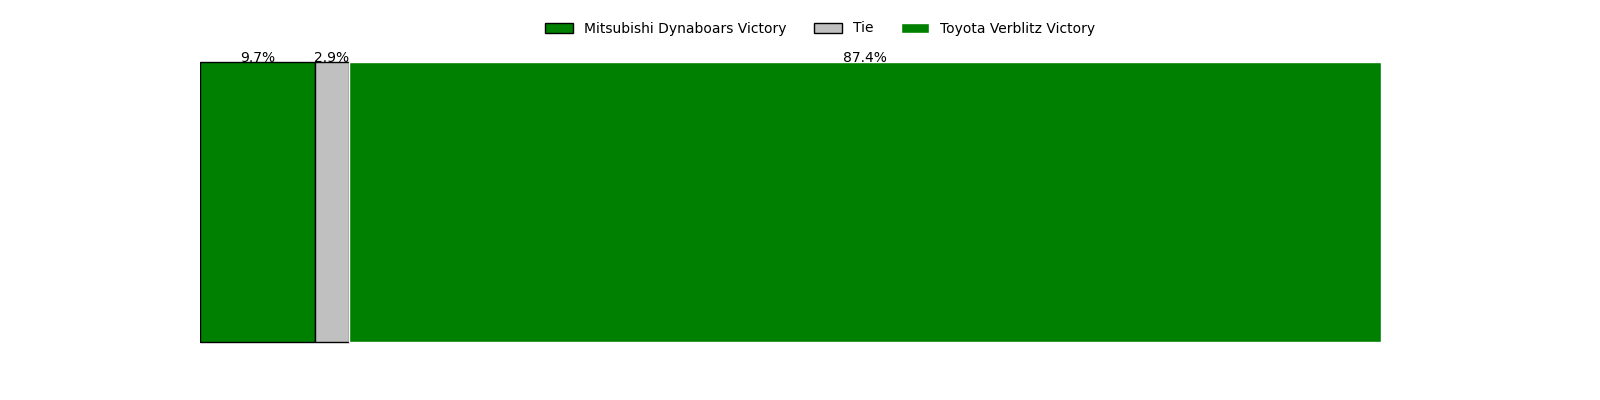 Mitsubishi Dynaboars Victory Tie Toyota Verblitz Victory
9.7% 2.9% 87.4%